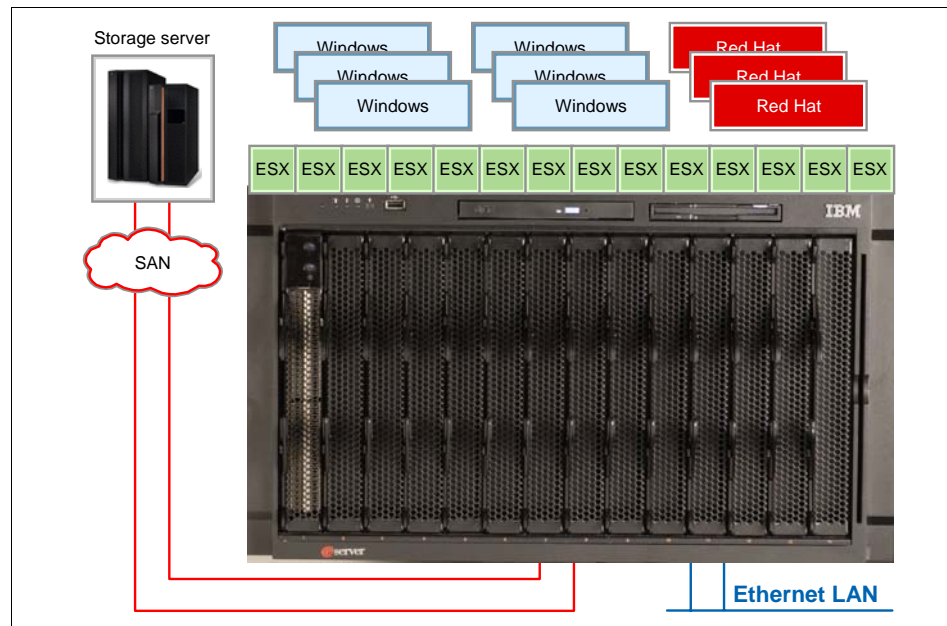 Storage server
Windows Windows Red Hat
Windows Windows Red Hat
Windows Windows Red Hat
ESX ESX ESX ESX ESX ESX ESX ESX ESX ESX ESX ESX ESX ESX
IBM
SAN
@server
Ethernet LAN